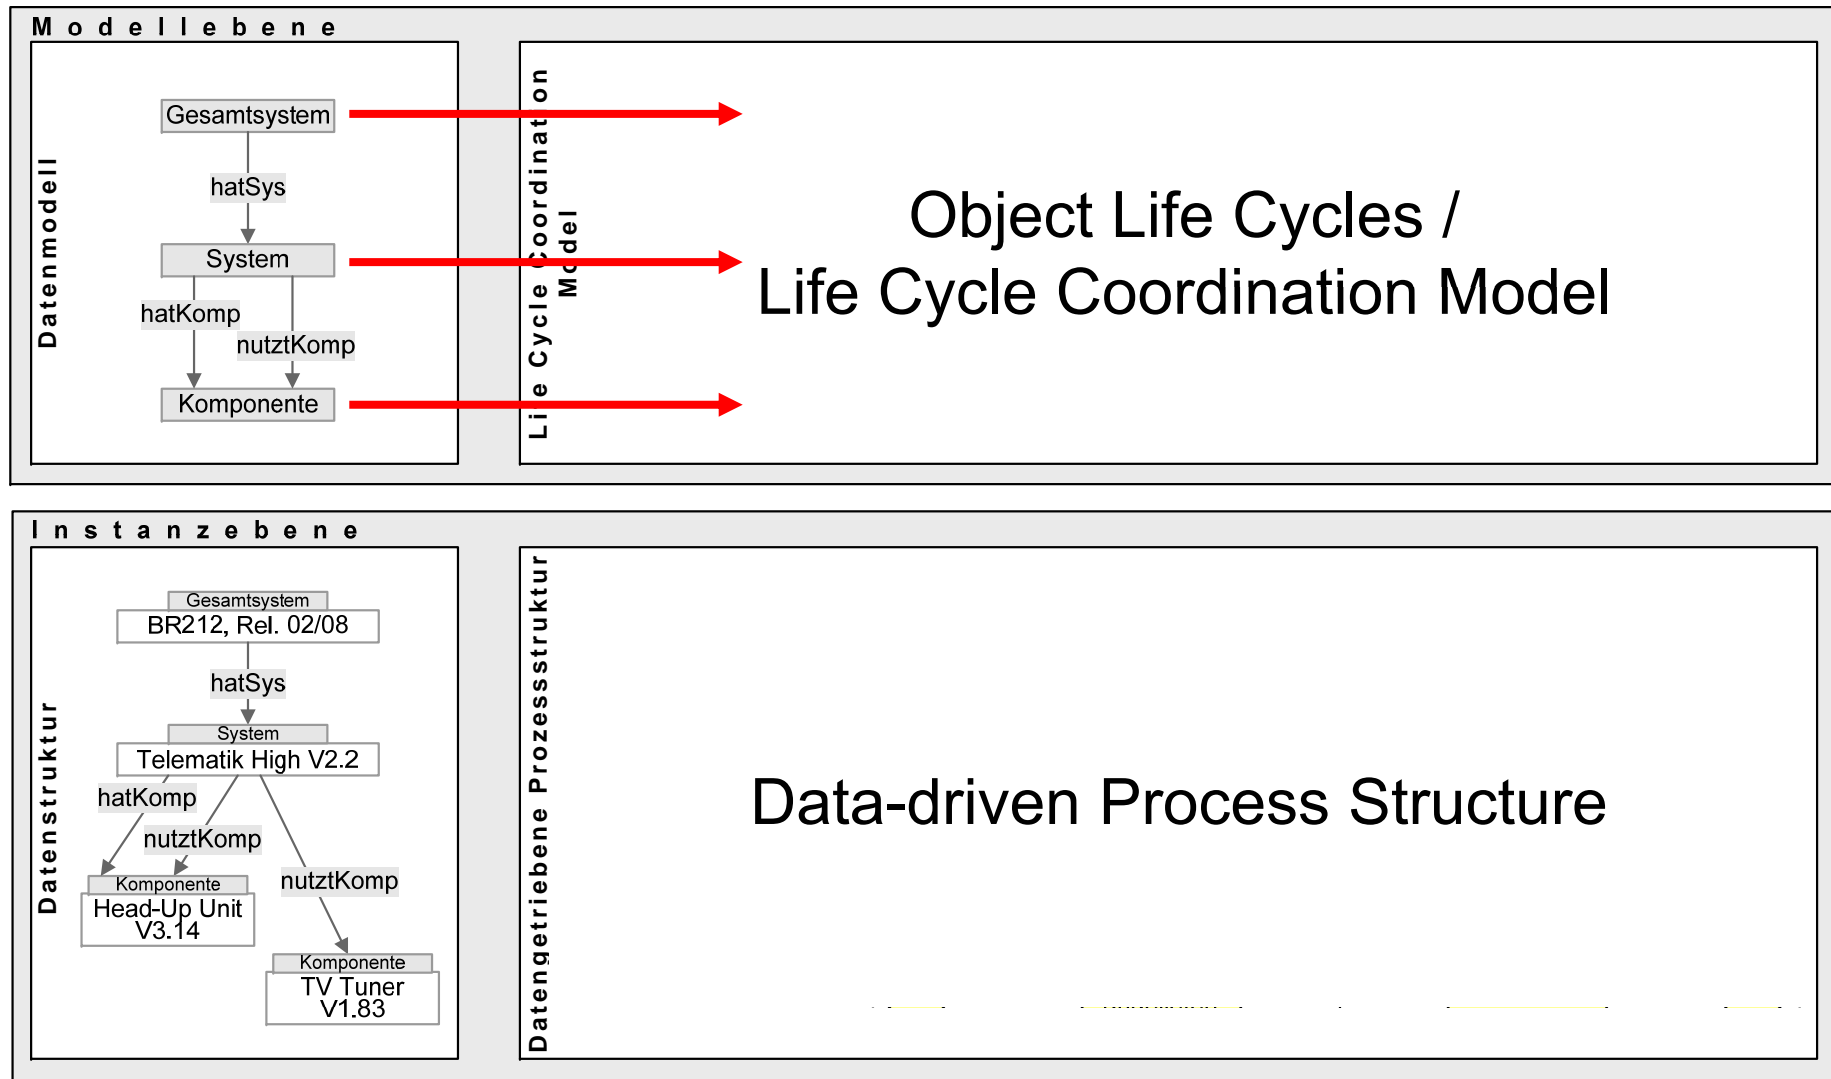 Modellebene
Datenmodell
Gesamtsystem
hatSys
System
hatKomp
nutztKomp
Komponente
Life Cycle Coordination
Model
Object Life Cycles /
Life Cycle Coordination Model
Instanzebene
Datenstruktur
Gesamtsystem
BR212, Rel. 02/08
hatSys
System
Telematik High V2.2
hatKomp
nutztKomp
nutztKomp
Komponente
Head-Up Unit
V3.14
Komponente
TV Tuner
V1.83
Datengetriebene Prozessstruktur
Data-driven Process Structure